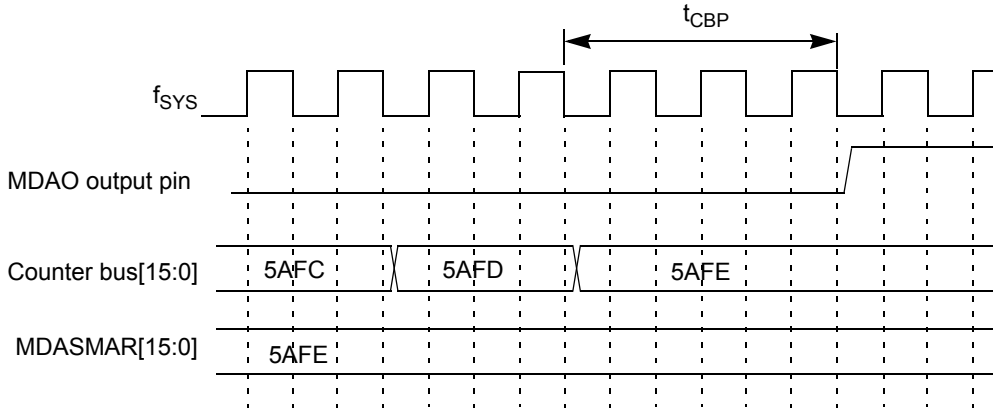 tCBP
fSYS
MDAO output pin
Counter bus[15:0] 5AFC 5AFD 5AFE
MDASMAR[15:0] 5AFE